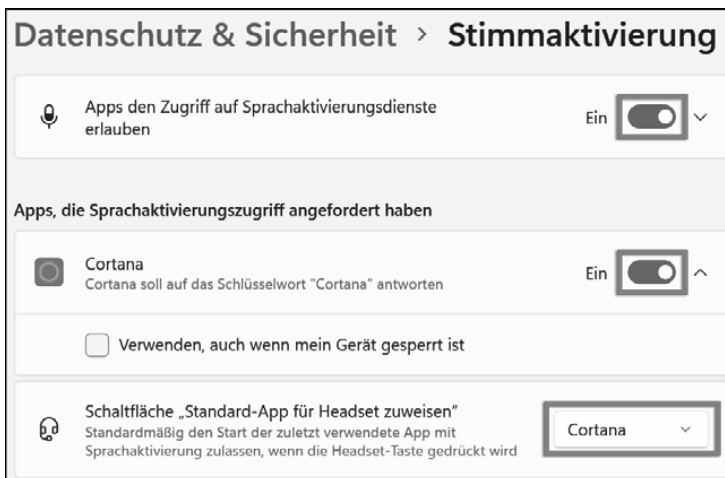 Datenschutz & Sicherheit > Stimmaktivierung
Apps den Zugriff auf Sprachaktivierungsdienste
erlauben
Ein
Apps, die Sprachaktivierungszugriff angefordert haben
Cortana
Cortana soll auf das Schlüsselwort "Cortana" antworten
Ein
Verwenden, auch wenn mein Gerät gesperrt ist
Schaltfläche „Standard-App für Headset zuweisen“
Standardmäßig den Start der zuletzt verwendete App mit
Sprachaktivierung zulassen, wenn die Headset-Taste gedrückt wird
Cortana